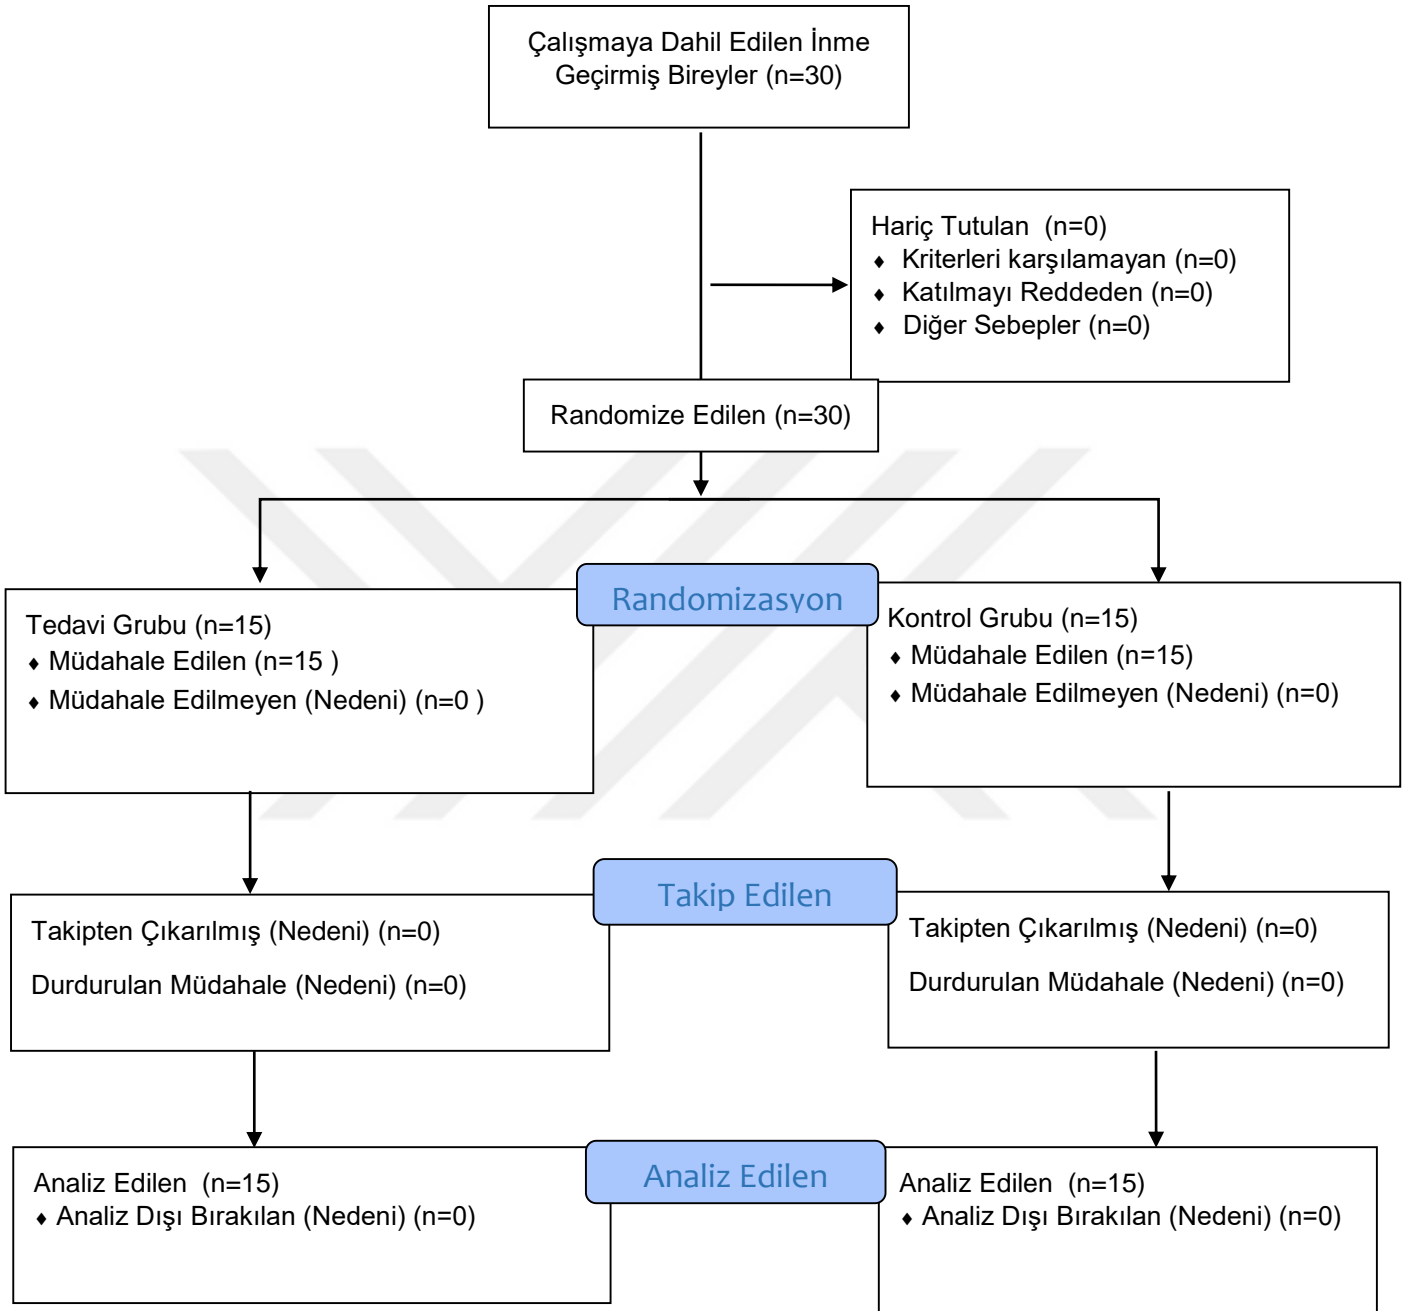 Çalışmaya Dahil Edilen İnme
Geçirmiş Bireyler (n=30)
Hariç Tutulan  (n=0)
♦ Kriterleri karşılamayan (n=0)
♦ Katılmayı Reddeden (n=0)
♦ Diğer Sebepler (n=0)
Randomize Edilen (n=30)
Randomizasyon
Tedavi Grubu (n=15)
♦ Müdahale Edilen (n=15 )
♦ Müdahale Edilmeyen (Nedeni) (n=0 )
Kontrol Grubu (n=15)
♦ Müdahale Edilen (n=15)
♦ Müdahale Edilmeyen (Nedeni) (n=0)
Takip Edilen
Takipten Çıkarılmış (Nedeni) (n=0)
Durdurulan Müdahale (Nedeni) (n=0)
Takipten Çıkarılmış (Nedeni) (n=0)
Durdurulan Müdahale (Nedeni) (n=0)
Analiz Edilen
Analiz Edilen  (n=15)
♦ Analiz Dışı Bırakılan (Nedeni) (n=0)
Analiz Edilen  (n=15)
♦ Analiz Dışı Bırakılan (Nedeni) (n=0)